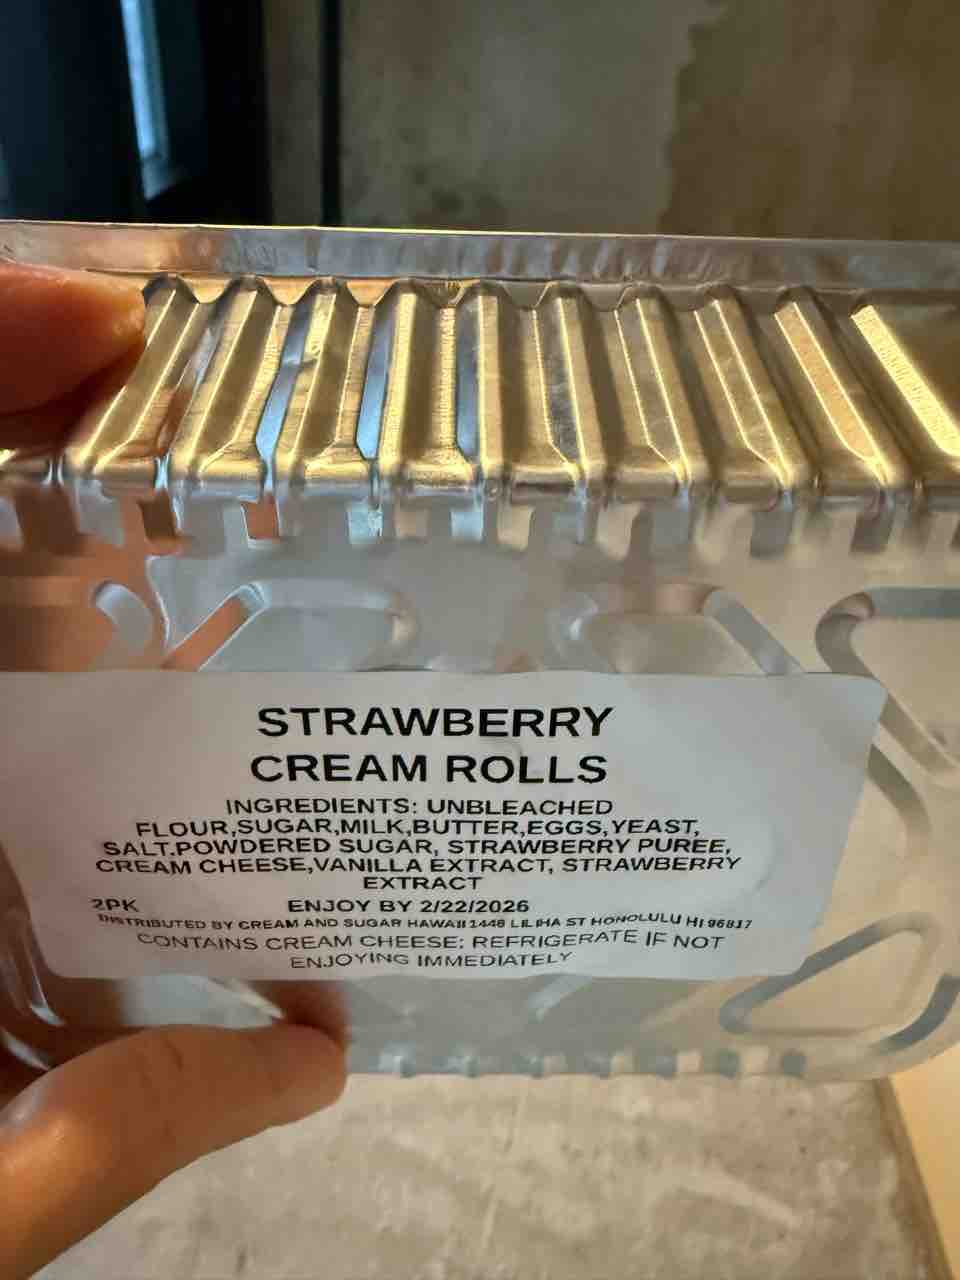 STRAWBERRY
CREAM ROLLS
INGREDIENTS: UNBLEACHED
FLOUR,SUGAR,MILK,BUTTER,EGGS,YEAST,
SALT,POWDERED SUGAR, STRAWBERRY PUREE,
CREAM CHEESE,VANILLA EXTRACT, STRAWBERRY
EXTRACT
2PK ENJOY BY 2/22/2026
DISTRIBUTED BY CREAM AND SUGAR HAWAII 1446 LILIHA ST HONOLULU HI 96817
CONTAINS CREAM CHEESE: REFRIGERATE IF NOT
ENJOYING IMMEDIATELY